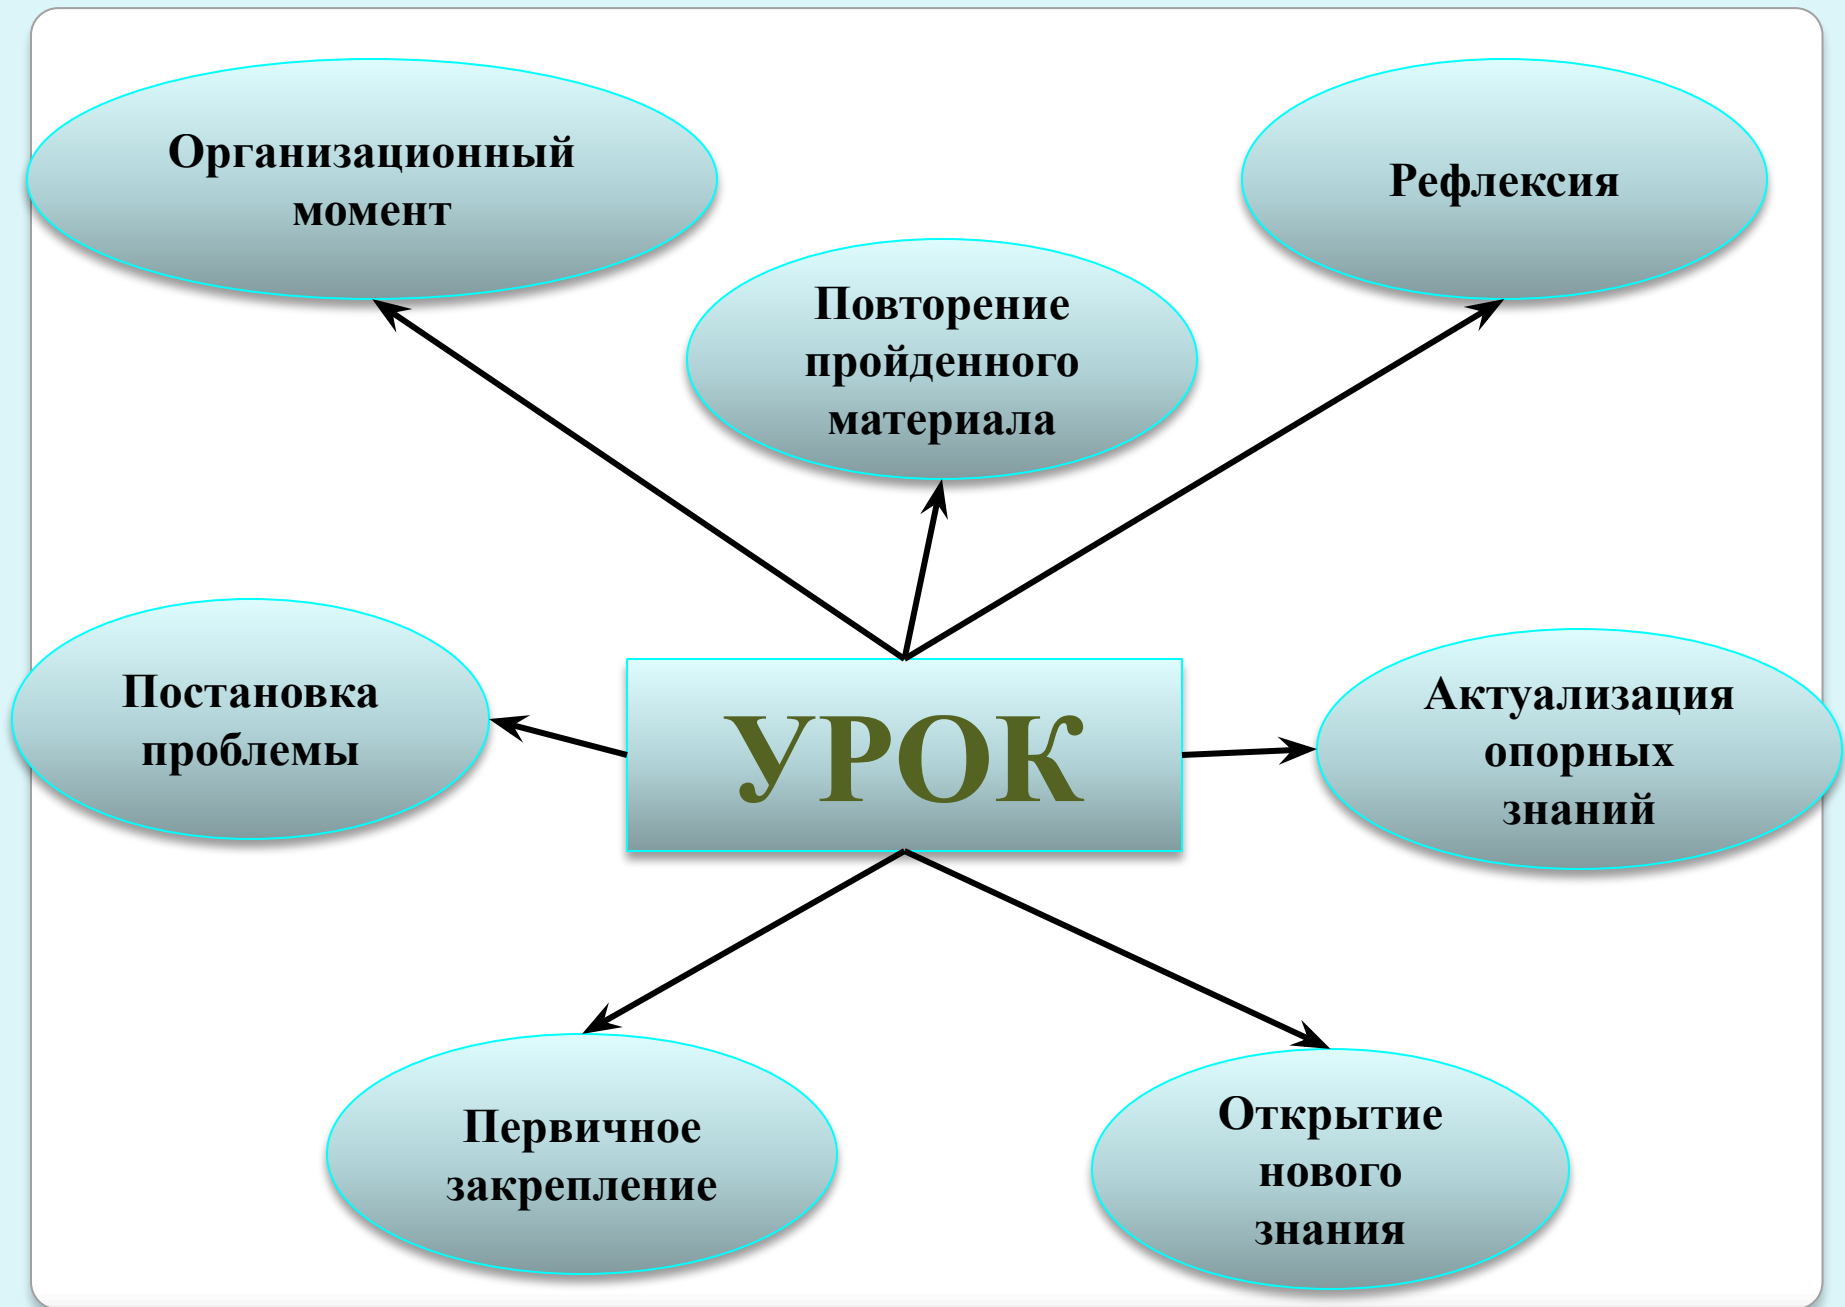 Организационный
момент
Рефлексия
Повторение
пройденного
материала
Постановка
проблемы
УРОК
Актуализация
опорных
знаний
Первичное
закрепление
Открытие
нового
знания